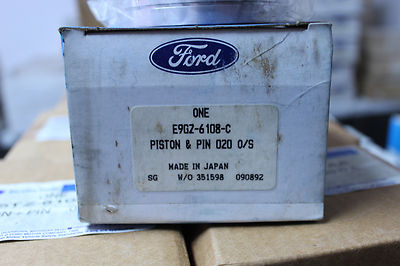 Ford
ONE
E9GZ-6108-C
PISTON & PIN 020 O/S
MADE IN JAPAN
SG W/O 351598 090892